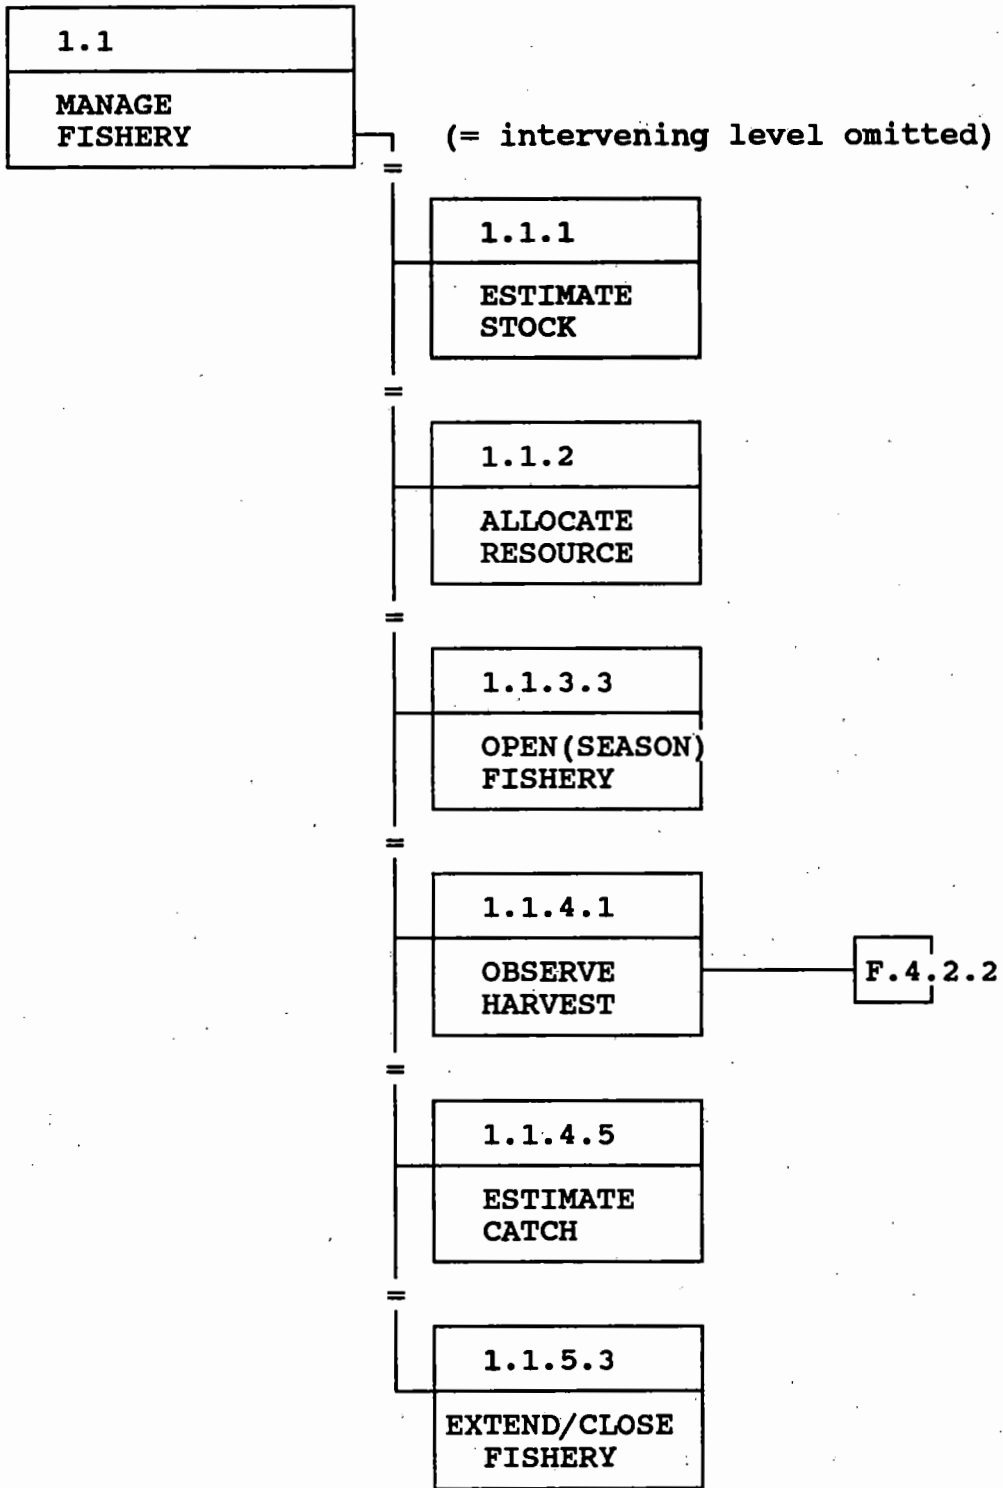 1.1
MANAGE
FISHERY
(= intervening level omitted)
=
1.1.1
ESTIMATE
STOCK
=
1.1.2
ALLOCATE
RESOURCE
=
1.1.3.3
OPEN(SEASON)
FISHERY
=
1.1.4.1
OBSERVE
HARVEST
F.4.2.2
=
1.1.4.5
ESTIMATE
CATCH
=
1.1.5.3
EXTEND/CLOSE
FISHERY